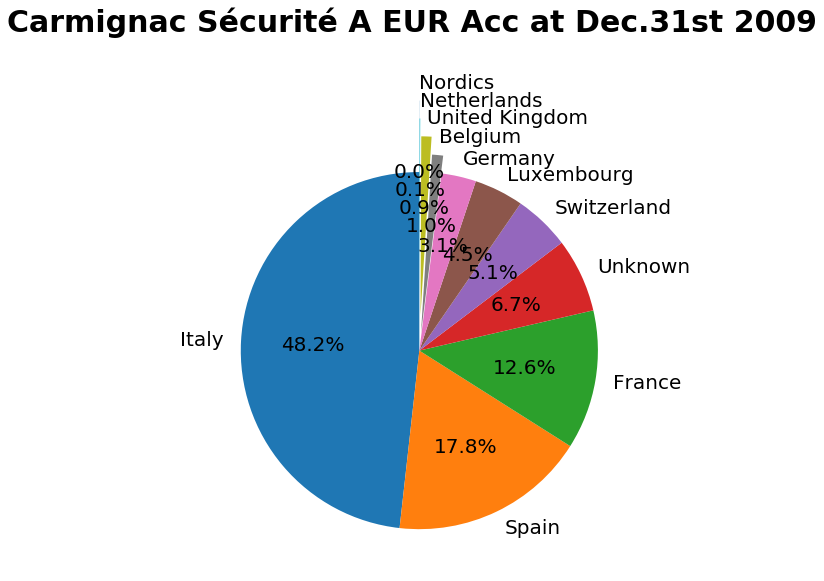 Carmignac Sécurité A EUR Acc at Dec.31st 2009
Nordics
Netherlands
United Kingdom
Belgium
Germany
Luxembourg
Switzerland
Unknown
France
Spain
Italy
0.0%
0.1%
0.9%
1.0%
3.1%
4.5%
5.1%
6.7%
12.6%
17.8%
48.2%